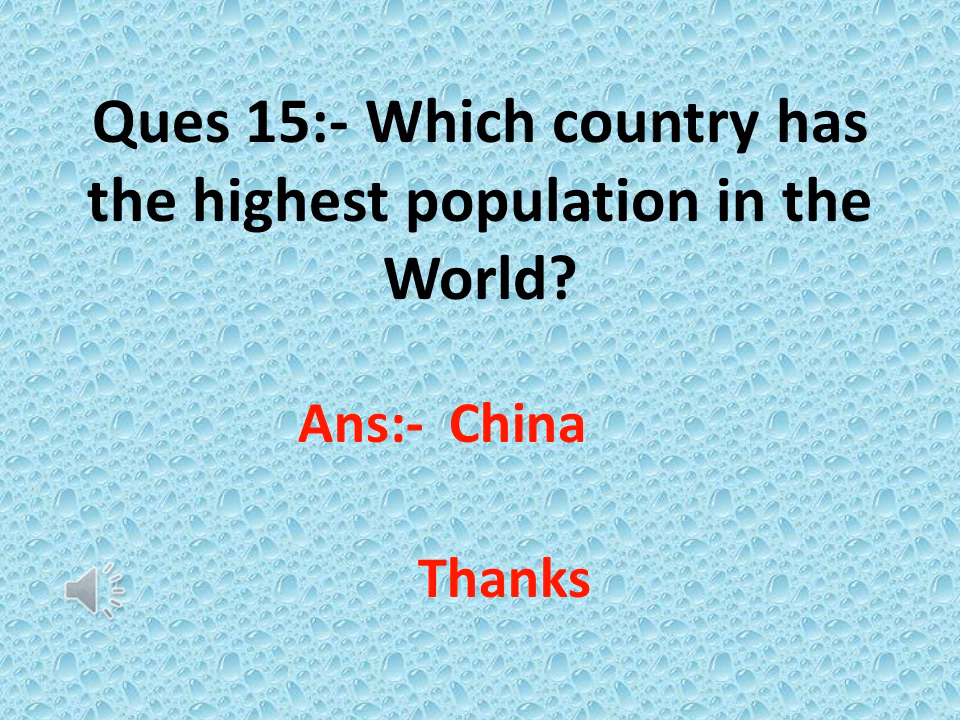 Ques 15:- Which country has
the highest population in the
World?
Ans:- China
Thanks